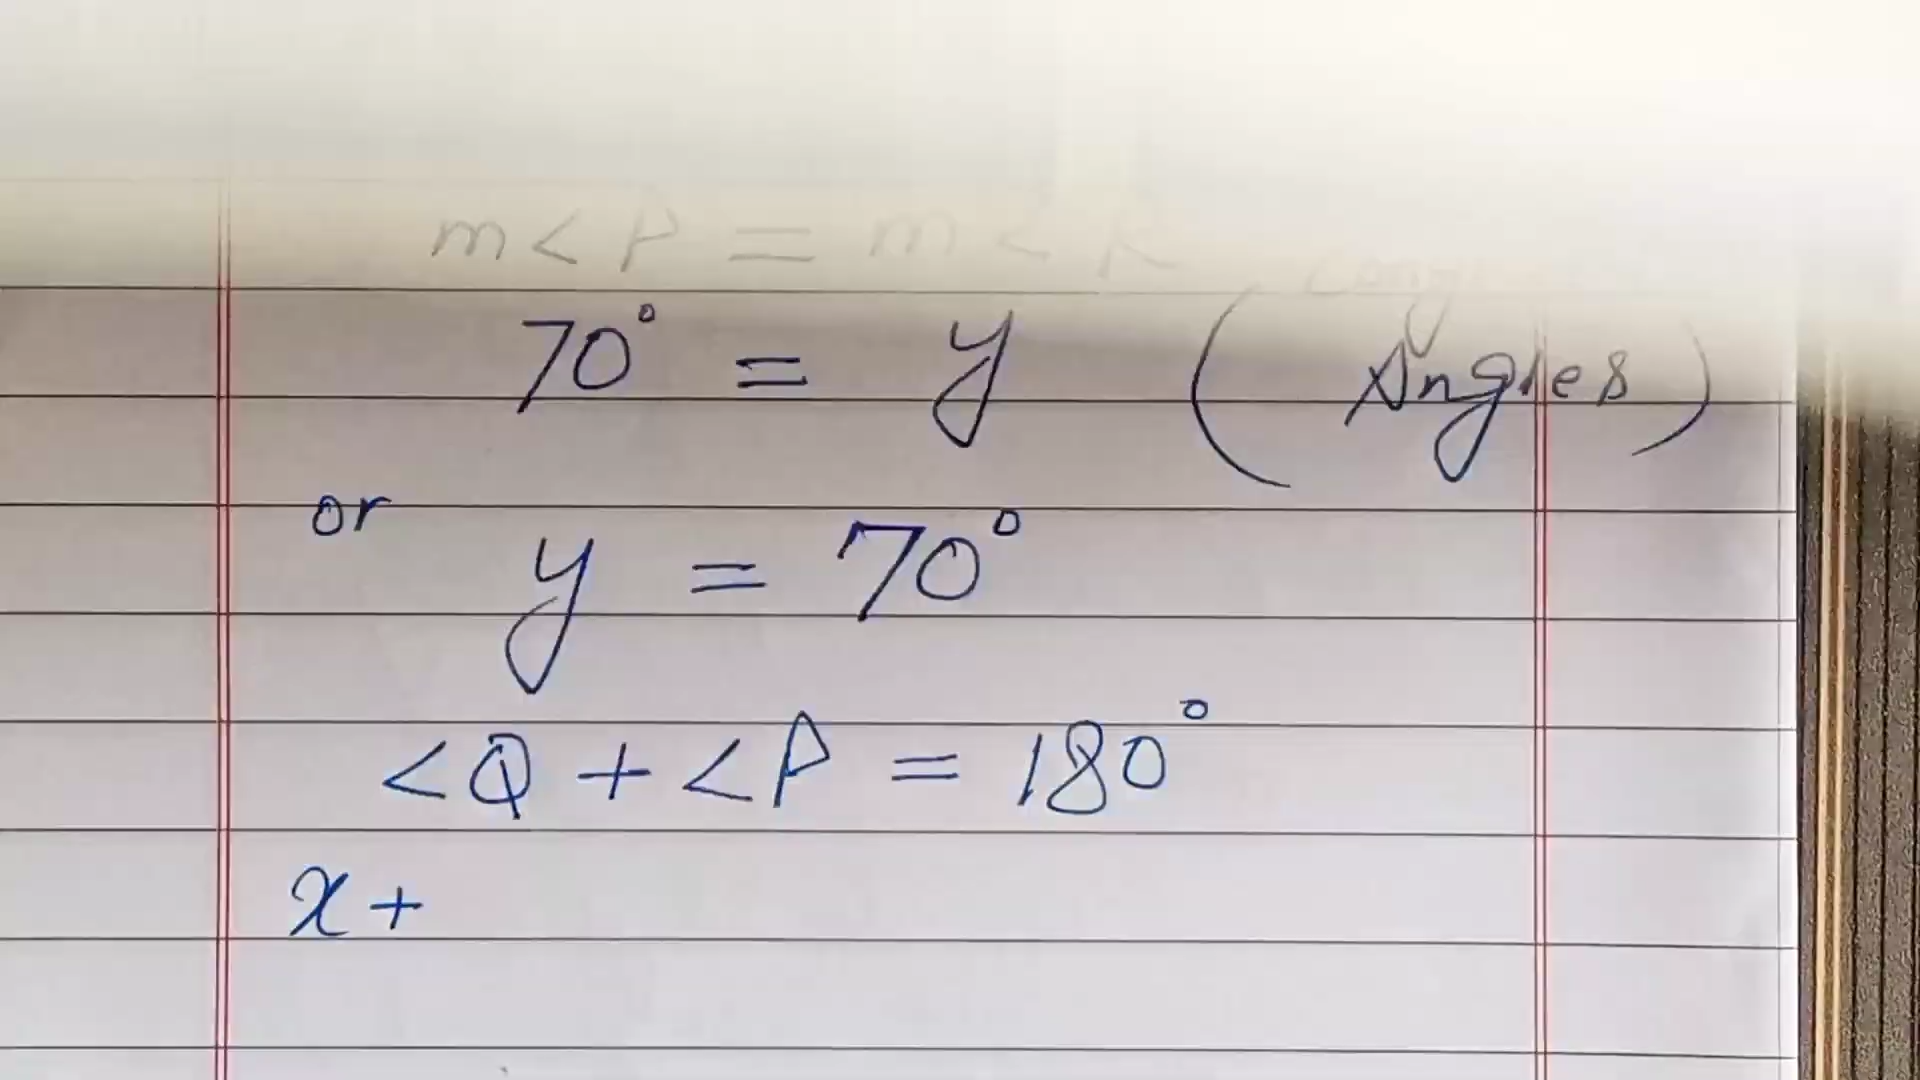 m<P = m<R
70° = y ( Angles )
or y = 70°
<Q + <P = 180°
x +